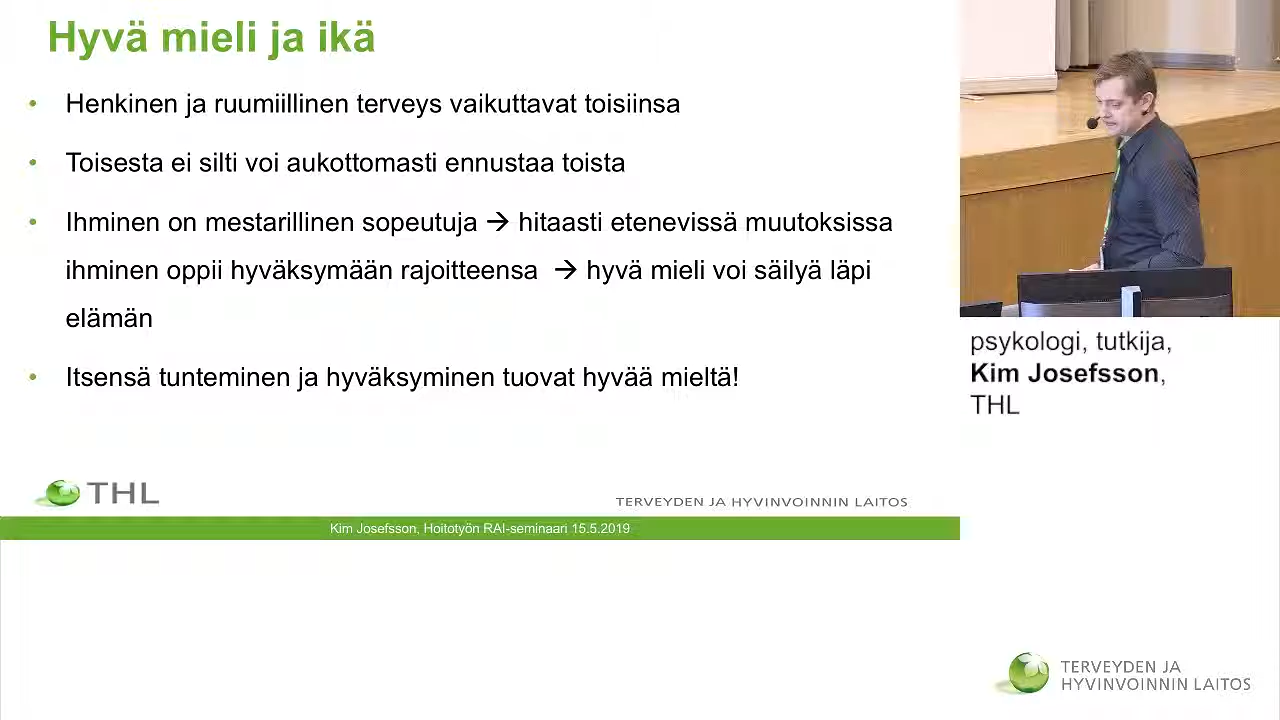 Hyvä mieli ja ikä
• Henkinen ja ruumiillinen terveys vaikuttavat toisiinsa
• Toisesta ei silti voi aukottomasti ennustaa toista
• Ihminen on mestarillinen sopeutuja → hitaasti etenevissä muutoksissa
ihminen oppii hyväksymään rajoitteensa → hyvä mieli voi säilyä läpi
elämän
• Itsensä tunteminen ja hyväksyminen tuovat hyvää mieltä!
THL
TERVEYDEN JA HYVINVOINNIN LAITOS
Kim Josefsson, Hoitotyön RAI-seminaari 15.5.2019
psykologi, tutkija,
Kim Josefsson,
THL
TERVEYDEN JA
HYVINVOINNIN LAITOS